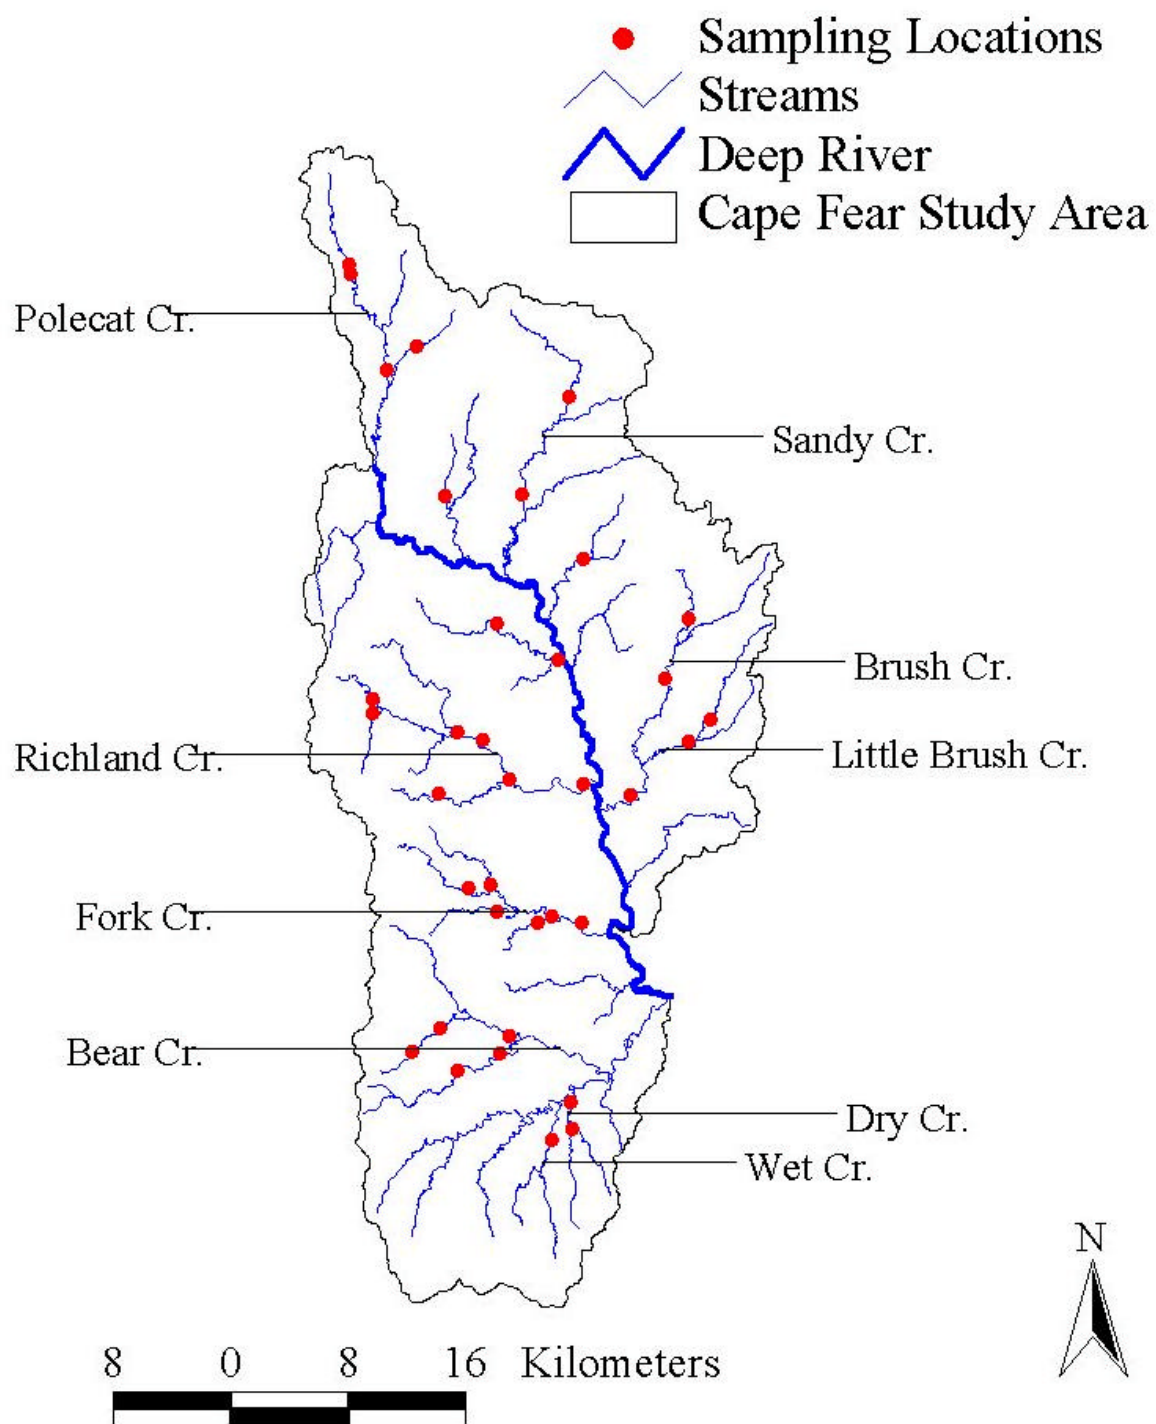 Sampling Locations
Streams
Deep River
Cape Fear Study Area
Polecat Cr.
Sandy Cr.
Brush Cr.
Little Brush Cr.
Richland Cr.
Fork Cr.
Bear Cr.
Dry Cr.
Wet Cr.
N
8 0 8 16 Kilometers